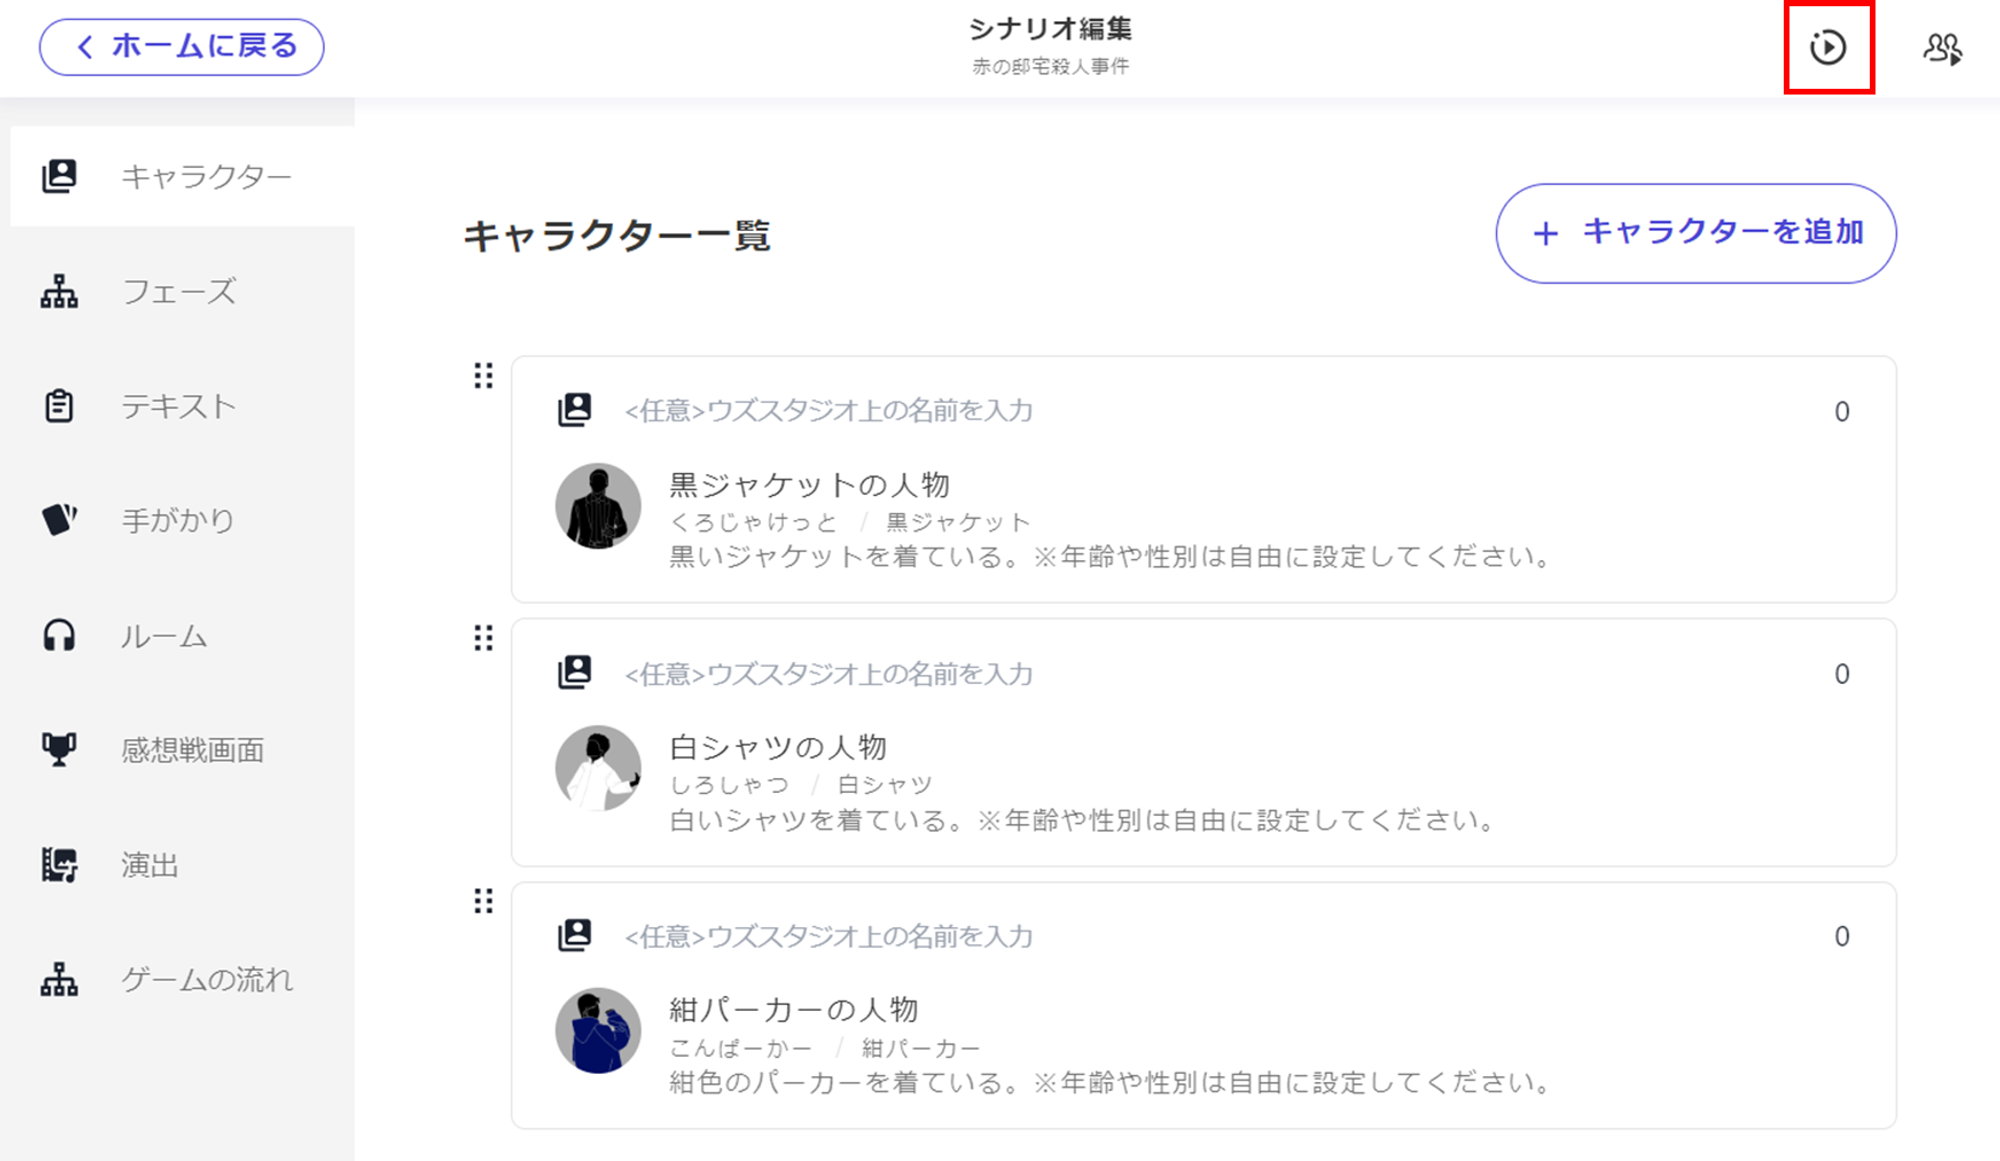 ホームに戻る
シナリオ編集
赤の邸宅殺人事件
キャラクター
フェーズ
テキスト
手がかり
ルーム
感想戦画面
演出
ゲームの流れ
キャラクター一覧
+ キャラクターを追加
<任意>ウズスタジオ上の名前を入力 0
黒ジャケットの人物
くろじゃけっと / 黒ジャケット
黒いジャケットを着ている。※年齢や性別は自由に設定してください。
<任意>ウズスタジオ上の名前を入力 0
白シャツの人物
しろしゃつ / 白シャツ
白いシャツを着ている。※年齢や性別は自由に設定してください。
<任意>ウズスタジオ上の名前を入力 0
紺パーカーの人物
こんぱーかー / 紺パーカー
紺色のパーカーを着ている。※年齢や性別は自由に設定してください。